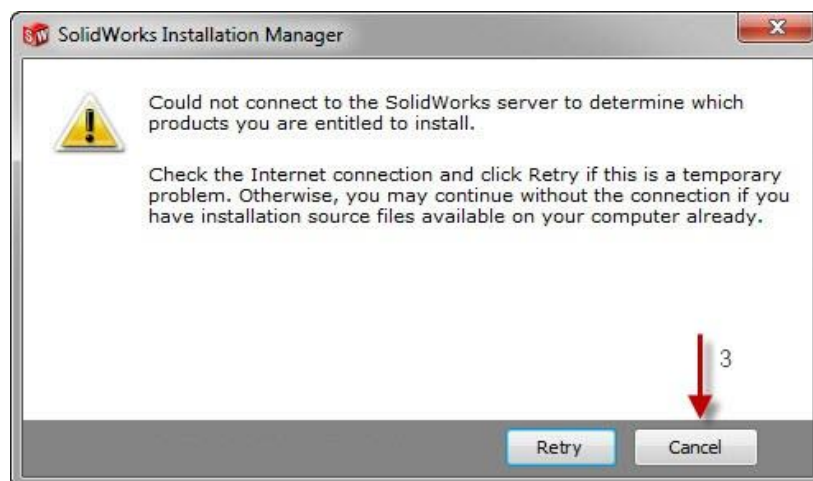 SolidWorks Installation Manager
Could not connect to the SolidWorks server to determine which
products you are entitled to install.
Check the Internet connection and click Retry if this is a temporary
problem. Otherwise, you may continue without the connection if you
have installation source files available on your computer already.
3
Retry Cancel